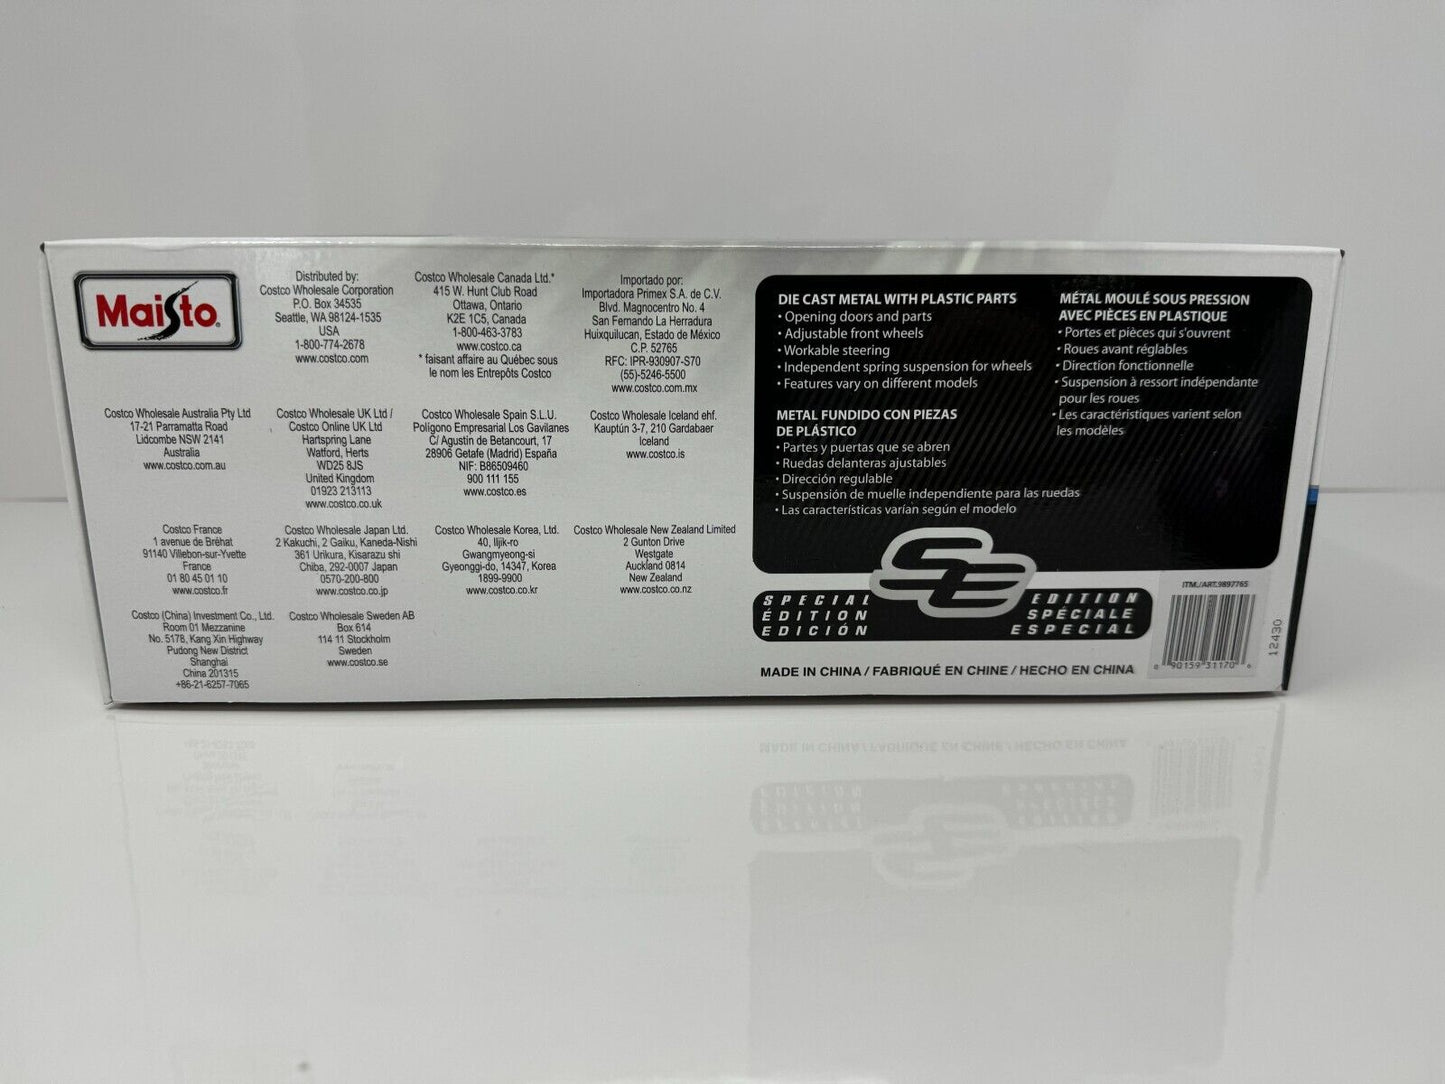 Maisto
Distributed by:
Costco Wholesale Corporation
P.O. Box 34535
Seattle, WA 98124-1535
USA
1-800-774-2678
www.costco.com
Costco Wholesale Canada Ltd.*
415 W. Hunt Club Road
Ottawa, Ontario
K2E 1C5, Canada
1-800-463-3783
www.costco.ca
* faisant affaire au Québec sous
le nom les Entrepôts Costco
Importado por:
Importadora Primex S.A. de C.V.
Blvd. Magnocentro No. 4
San Fernando La Herradura
Huixquilucan, Estado de México
C.P. 52765
RFC: IPR-930907-S70
(55)-5246-5500
www.costco.com.mx
Costco Wholesale Australia Pty Ltd
17-21 Parramatta Road
Lidcombe NSW 2141
Australia
www.costco.com.au
Costco Wholesale UK Ltd /
Costco Online UK Ltd
Hartspring Lane
Watford, Herts
WD25 8JS
United Kingdom
01923 213113
www.costco.co.uk
Costco Wholesale Spain S.L.U.
Polígono Empresarial Los Gavilanes
C/ Agustín de Betancourt, 17
28906 Getafe (Madrid) España
NIF: B86509460
900 111 155
www.costco.es
Costco Wholesale Iceland ehf.
Kauptún 3-7, 210 Gardabaer
Iceland
www.costco.is
Costco France
1 avenue de Bréhat
91140 Villebon-sur-Yvette
France
01 80 45 01 10
www.costco.fr
Costco Wholesale Japan Ltd.
2 Kakuchi, 2 Gaiku, Kaneda-Nishi
361 Urikura, Kisarazu shi
Chiba, 292-0007 Japan
0570-200-800
www.costco.co.jp
Costco Wholesale Korea, Ltd.
40, Iljik-ro
Gwangmyeong-si
Gyeonggi-do, 14347, Korea
1899-9900
www.costco.co.kr
Costco Wholesale New Zealand Limited
2 Gunton Drive
Westgate
Auckland 0814
New Zealand
www.costco.co.nz
Costco (China) Investment Co., Ltd.
Room 01 Mezzanine
No. 5178, Kang Xin Highway
Pudong New District
Shanghai
China 201315
+86-21-6257-7065
Costco Wholesale Sweden AB
Box 614
114 11 Stockholm
Sweden
www.costco.se
DIE CAST METAL WITH PLASTIC PARTS
• Opening doors and parts
• Adjustable front wheels
• Workable steering
• Independent spring suspension for wheels
• Features vary on different models
METAL FUNDIDO CON PIEZAS
DE PLÁSTICO
• Partes y puertas que se abren
• Ruedas delanteras ajustables
• Dirección regulable
• Suspensión de muelle independiente para las ruedas
• Las características varían según el modelo
MÉTAL MOULÉ SOUS PRESSION
AVEC PIÈCES EN PLASTIQUE
• Portes et pièces qui s'ouvrent
• Roues avant réglables
• Direction fonctionnelle
• Suspension à ressort indépendante
pour les roues
• Les caractéristiques varient selon
les modèles
SE
SPECIAL EDITION
ÉDITION SPÉCIALE
EDICIÓN ESPECIAL
MADE IN CHINA / FABRIQUÉ EN CHINE / HECHO EN CHINA
ITM./ART.9897765
0 90159 31170 6
12430